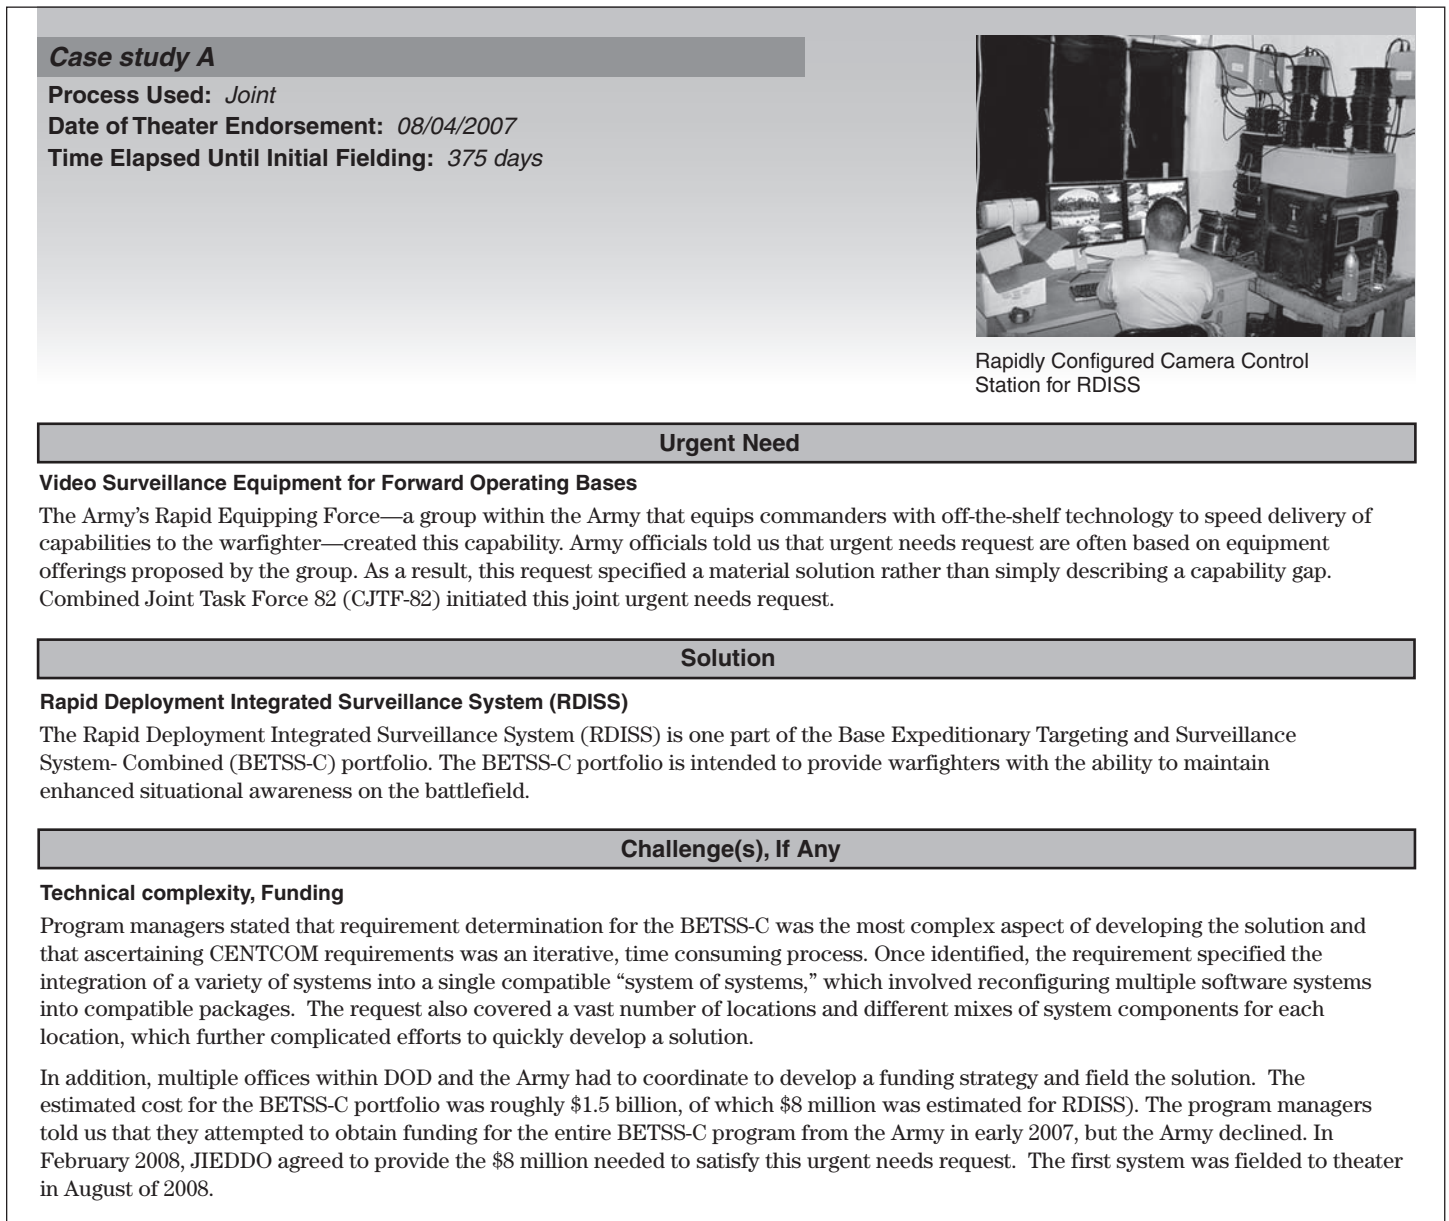 Case study A
Process Used: Joint
Date of Theater Endorsement: 08/04/2007
Time Elapsed Until Initial Fielding: 375 days
Rapidly Configured Camera Control
Station for RDISS
Urgent Need
Video Surveillance Equipment for Forward Operating Bases
The Army's Rapid Equipping Force—a group within the Army that equips commanders with off-the-shelf technology to speed delivery of
capabilities to the warfighter—created this capability. Army officials told us that urgent needs request are often based on equipment
offerings proposed by the group. As a result, this request specified a material solution rather than simply describing a capability gap.
Combined Joint Task Force 82 (CJTF-82) initiated this joint urgent needs request.
Solution
Rapid Deployment Integrated Surveillance System (RDISS)
The Rapid Deployment Integrated Surveillance System (RDISS) is one part of the Base Expeditionary Targeting and Surveillance
System- Combined (BETSS-C) portfolio. The BETSS-C portfolio is intended to provide warfighters with the ability to maintain
enhanced situational awareness on the battlefield.
Challenge(s), If Any
Technical complexity, Funding
Program managers stated that requirement determination for the BETSS-C was the most complex aspect of developing the solution and
that ascertaining CENTCOM requirements was an iterative, time consuming process. Once identified, the requirement specified the
integration of a variety of systems into a single compatible “system of systems,” which involved reconfiguring multiple software systems
into compatible packages.  The request also covered a vast number of locations and different mixes of system components for each
location, which further complicated efforts to quickly develop a solution.
In addition, multiple offices within DOD and the Army had to coordinate to develop a funding strategy and field the solution.  The
estimated cost for the BETSS-C portfolio was roughly $1.5 billion, of which $8 million was estimated for RDISS). The program managers
told us that they attempted to obtain funding for the entire BETSS-C program from the Army in early 2007, but the Army declined. In
February 2008, JIEDDO agreed to provide the $8 million needed to satisfy this urgent needs request.  The first system was fielded to theater
in August of 2008.